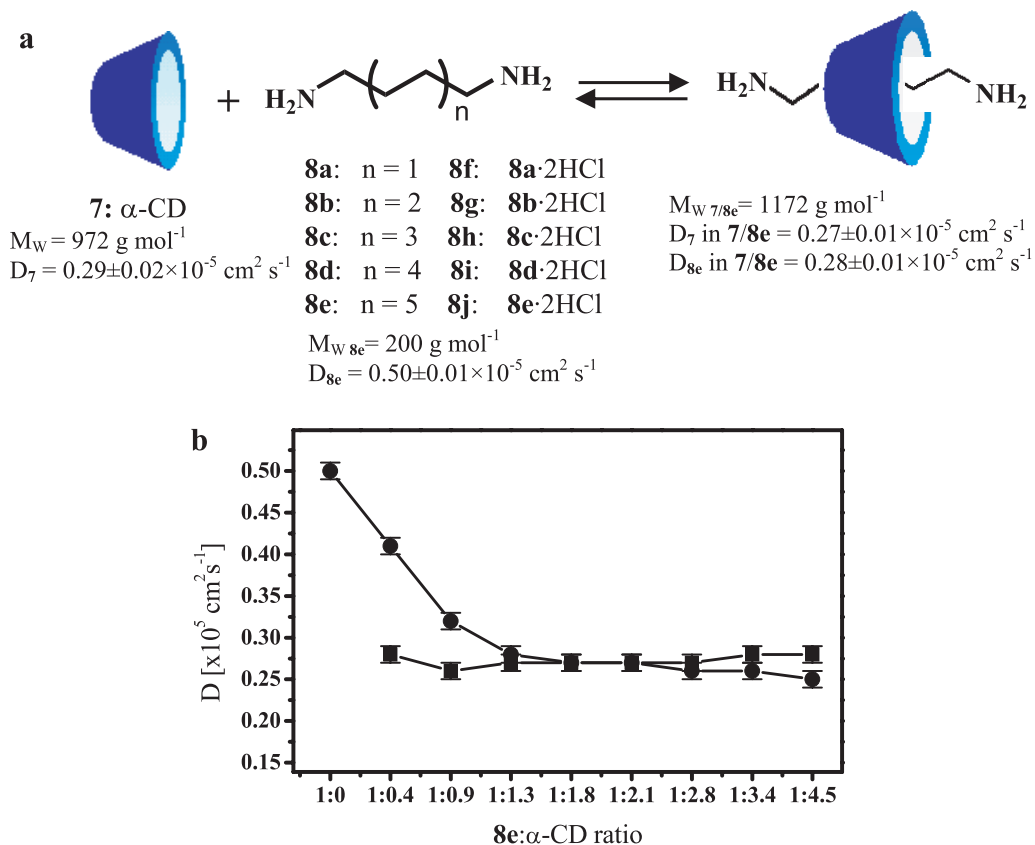 a
H₂N
NH₂
n
+
H₂N
NH₂
7: α-CD
M_W = 972 g mol⁻¹
D₇ = 0.29±0.02×10⁻⁵ cm² s⁻¹
8a: n = 1 8f: 8a·2HCl
8b: n = 2 8g: 8b·2HCl
8c: n = 3 8h: 8c·2HCl
8d: n = 4 8i: 8d·2HCl
8e: n = 5 8j: 8e·2HCl
M_W 8e= 200 g mol⁻¹
D_8e = 0.50±0.01×10⁻⁵ cm² s⁻¹
M_W 7/8e = 1172 g mol⁻¹
D₇ in 7/8e = 0.27±0.01×10⁻⁵ cm² s⁻¹
D_8e in 7/8e = 0.28±0.01×10⁻⁵ cm² s⁻¹
b
D [x10⁵ cm²s⁻¹]
0.50
0.45
0.40
0.35
0.30
0.25
0.20
0.15
1:0 1:0.4 1:0.9 1:1.3 1:1.8 1:2.1 1:2.8 1:3.4 1:4.5
8e:α-CD ratio